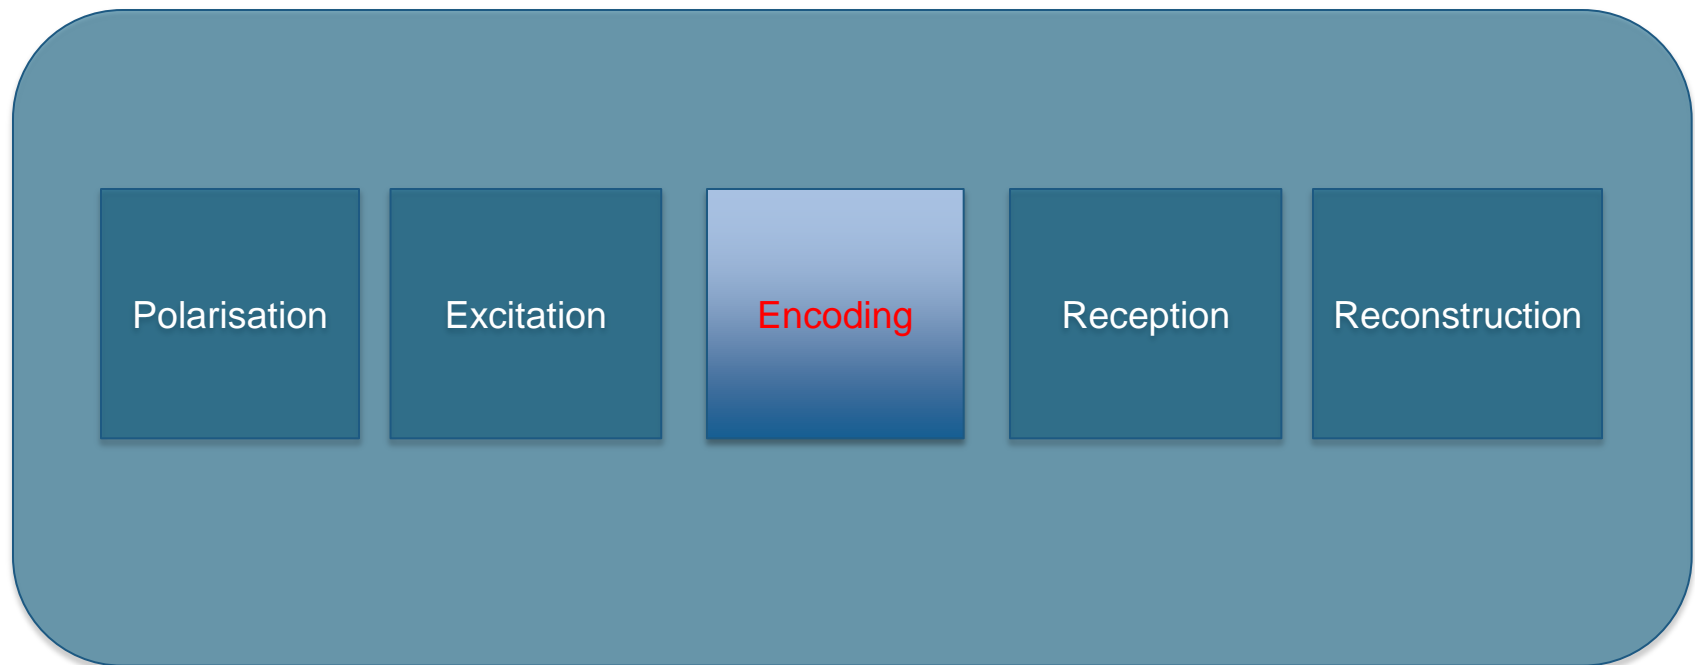 Polarisation
Excitation
Encoding
Reception
Reconstruction